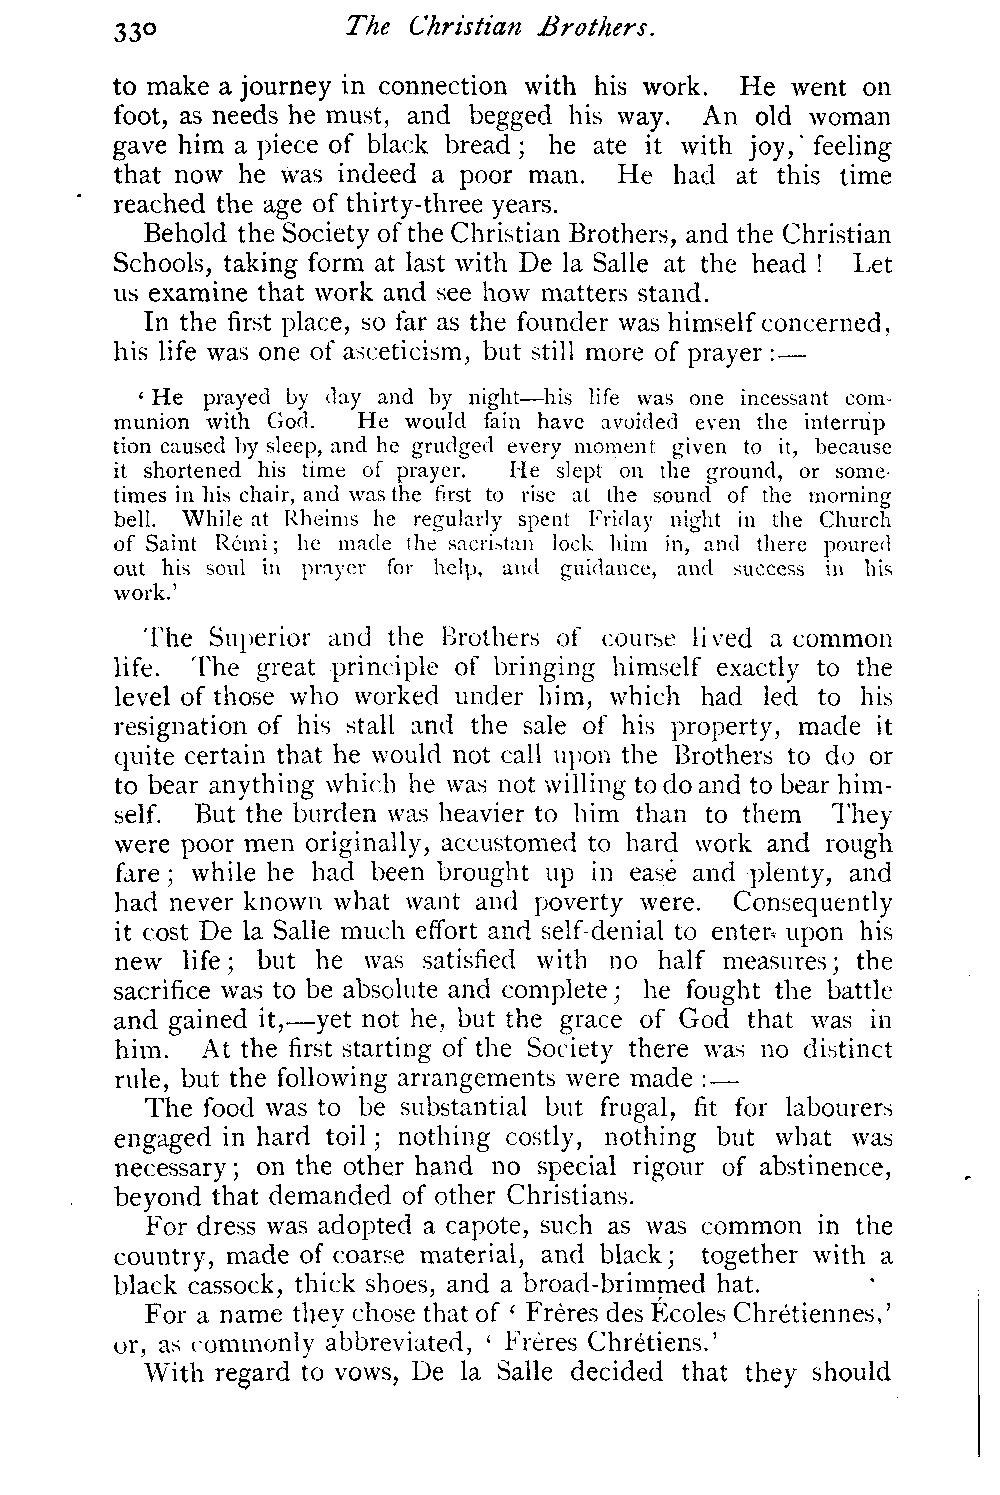 330 The Christian Brothers.
to make a journey in connection with his work. He went on
foot, as needs he must, and begged his way. An old woman
gave him a piece of black bread ; he ate it with joy, feeling
that now he was indeed a poor man. He had at this time
reached the age of thirty-three years.
Behold the Society of the Christian Brothers, and the Christian
Schools, taking form at last with De la Salle at the head ! Let
us examine that work and see how matters stand.
In the first place, so far as the founder was himself concerned,
his life was one of asceticism, but still more of prayer :—
‘ He prayed by day and by night—his life was one incessant com-
munion with God. He would fain have avoided even the interrup
tion caused by sleep, and he grudged every moment given to it, because
it shortened his time of prayer. He slept on the ground, or some-
times in his chair, and was the first to rise at the sound of the morning
bell. While at Rheims he regularly spent Friday night in the Church
of Saint Rémi ; he made the sacristan lock him in, and there poured
out his soul in prayer for help, and guidance, and success in his
work.’
The Superior and the Brothers of course lived a common
life. The great principle of bringing himself exactly to the
level of those who worked under him, which had led to his
resignation of his stall and the sale of his property, made it
quite certain that he would not call upon the Brothers to do or
to bear anything which he was not willing to do and to bear him-
self. But the burden was heavier to him than to them They
were poor men originally, accustomed to hard work and rough
fare ; while he had been brought up in ease and plenty, and
had never known what want and poverty were. Consequently
it cost De la Salle much effort and self-denial to enter upon his
new life ; but he was satisfied with no half measures ; the
sacrifice was to be absolute and complete ; he fought the battle
and gained it,—yet not he, but the grace of God that was in
him. At the first starting of the Society there was no distinct
rule, but the following arrangements were made :—
The food was to be substantial but frugal, fit for labourers
engaged in hard toil ; nothing costly, nothing but what was
necessary ; on the other hand no special rigour of abstinence,
beyond that demanded of other Christians.
For dress was adopted a capote, such as was common in the
country, made of coarse material, and black ; together with a
black cassock, thick shoes, and a broad-brimmed hat.
For a name they chose that of ‘ Frères des Écoles Chrétiennes,’
or, as commonly abbreviated, ‘ Frères Chrétiens.’
With regard to vows, De la Salle decided that they should